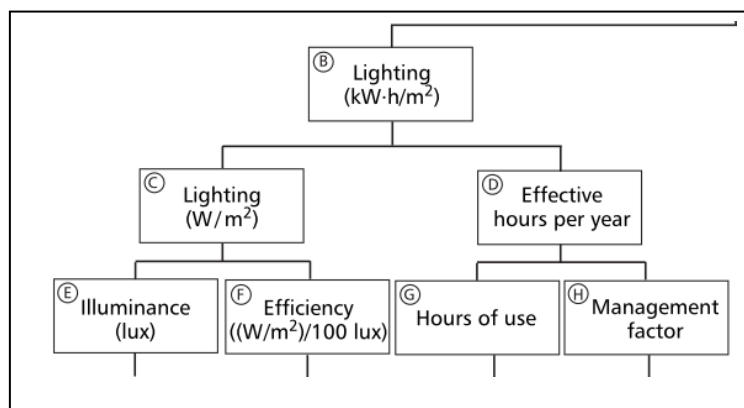 Ⓑ Lighting
(kW·h/m²)
Ⓒ Lighting
(W/m²)
Ⓓ Effective
hours per year
Ⓔ Illuminance
(lux)
Ⓕ Efficiency
((W/m²)/100 lux)
Ⓖ Hours of use
Ⓗ Management
factor